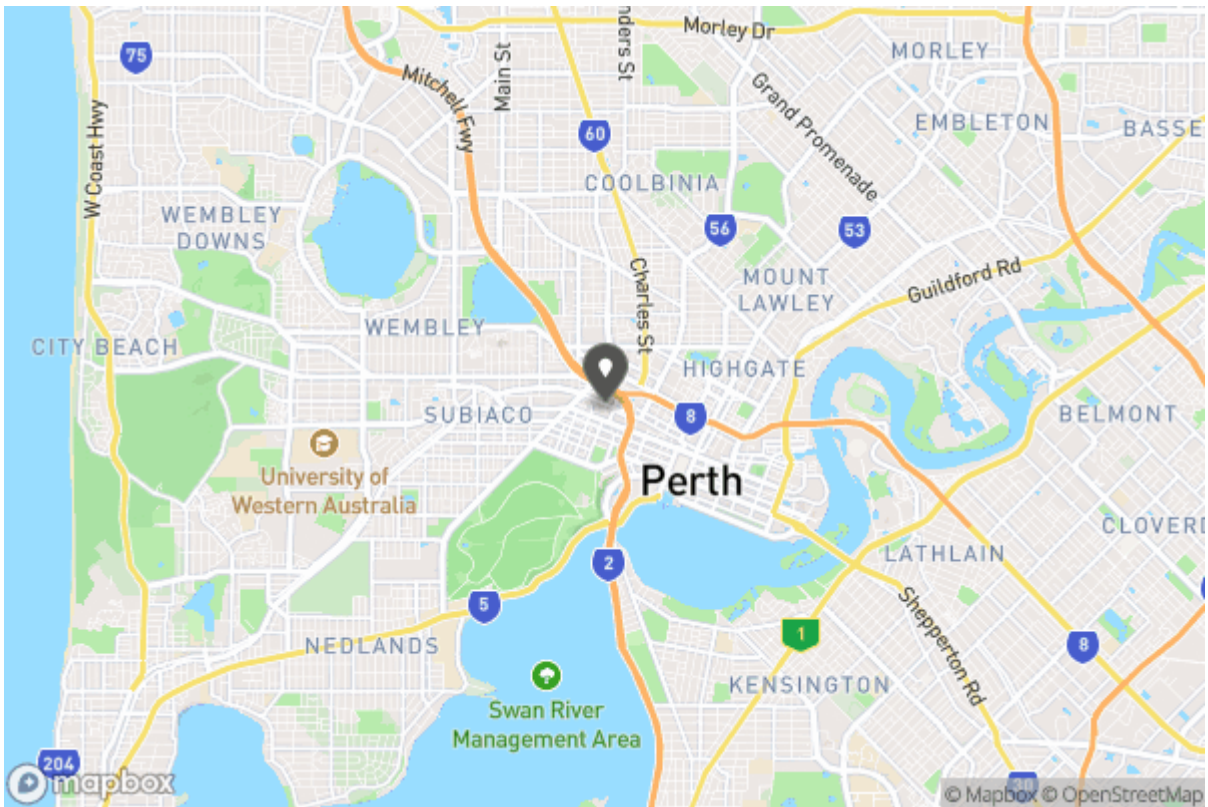 Morley Dr
MORLEY
75
Main St
nders St
Mitchell Fwy
Grand Promenade
60
EMBLETON
BASSE
W Coast Hwy
COOLBINIA
WEMBLEY
DOWNS
56
53
Charles St
MOUNT
LAWLEY
Guildford Rd
WEMBLEY
CITY BEACH
HIGHGATE
SUBIACO
8
BELMONT
University of
Western Australia
Perth
CLOVERD
LATHLAIN
2
5
Shepperton Rd
1
NEDLANDS
8
KENSINGTON
Swan River
Management Area
204
30
mapbox
© Mapbox © OpenStreetMap